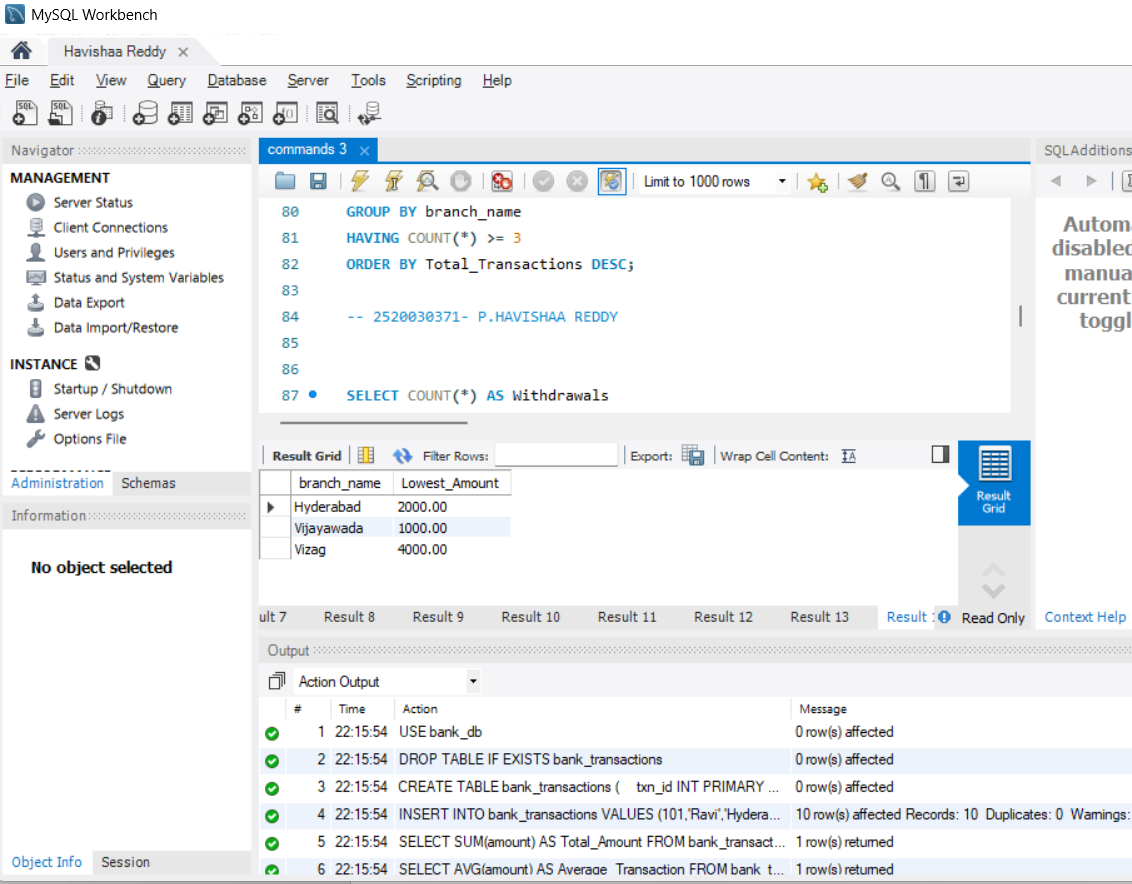 MySQL Workbench
Havishaa Reddy
File Edit View Query Database Server Tools Scripting Help
Navigator
MANAGEMENT
Server Status
Client Connections
Users and Privileges
Status and System Variables
Data Export
Data Import/Restore
INSTANCE
Startup / Shutdown
Server Logs
Options File
Administration Schemas
Information
No object selected
Object Info Session
commands 3
Limit to 1000 rows
80 GROUP BY branch_name
81 HAVING COUNT(*) >= 3
82 ORDER BY Total_Transactions DESC;
83
84 -- 2520030371- P.HAVISHAA REDDY
85
86
87 SELECT COUNT(*) AS Withdrawals
Result Grid Filter Rows: Export: Wrap Cell Content:
branch_name Lowest_Amount
Hyderabad 2000.00
Vijayawada 1000.00
Vizag 4000.00
Result Grid
ult 7 Result 8 Result 9 Result 10 Result 11 Result 12 Result 13 Result Read Only
SQLAdditions
Autom
disabled
manua
current
toggl
Context Help
Output
Action Output
# Time Action Message
1 22:15:54 USE bank_db 0 row(s) affected
2 22:15:54 DROP TABLE IF EXISTS bank_transactions 0 row(s) affected
3 22:15:54 CREATE TABLE bank_transactions ( txn_id INT PRIMARY ... 0 row(s) affected
4 22:15:54 INSERT INTO bank_transactions VALUES (101,'Ravi','Hydera... 10 row(s) affected Records: 10 Duplicates: 0 Warnings:
5 22:15:54 SELECT SUM(amount) AS Total_Amount FROM bank_transact... 1 row(s) returned
6 22:15:54 SELECT AVG(amount) AS Average_Transaction FROM bank_t... 1 row(s) returned